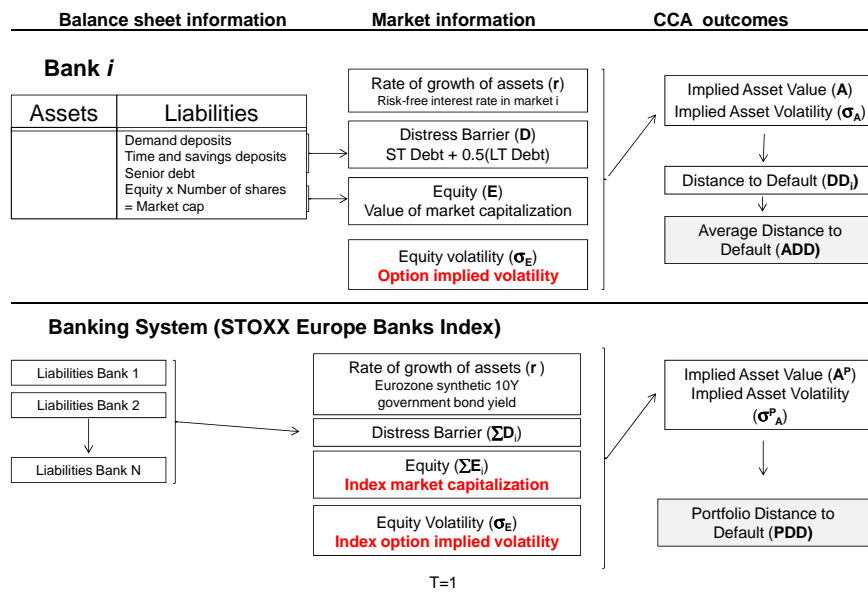 Balance sheet information
Market information
CCA outcomes
Bank i
Assets
Liabilities
Demand deposits
Time and savings deposits
Senior debt
Equity x Number of shares
= Market cap
Rate of growth of assets (r)
Risk-free interest rate in market i
Distress Barrier (D)
ST Debt + 0.5(LT Debt)
Equity (E)
Value of market capitalization
Equity volatility (σE)
Option implied volatility
Implied Asset Value (A)
Implied Asset Volatility (σA)
Distance to Default (DDi)
Average Distance to
Default (ADD)
Banking System (STOXX Europe Banks Index)
Liabilities Bank 1
Liabilities Bank 2
Liabilities Bank N
Rate of growth of assets (r )
Eurozone synthetic 10Y
government bond yield
Distress Barrier (∑Di)
Equity (∑Ei)
Index market capitalization
Equity Volatility (σE)
Index option implied volatility
T=1
Implied Asset Value (AP)
Implied Asset Volatility
(σPA)
Portfolio Distance to
Default (PDD)